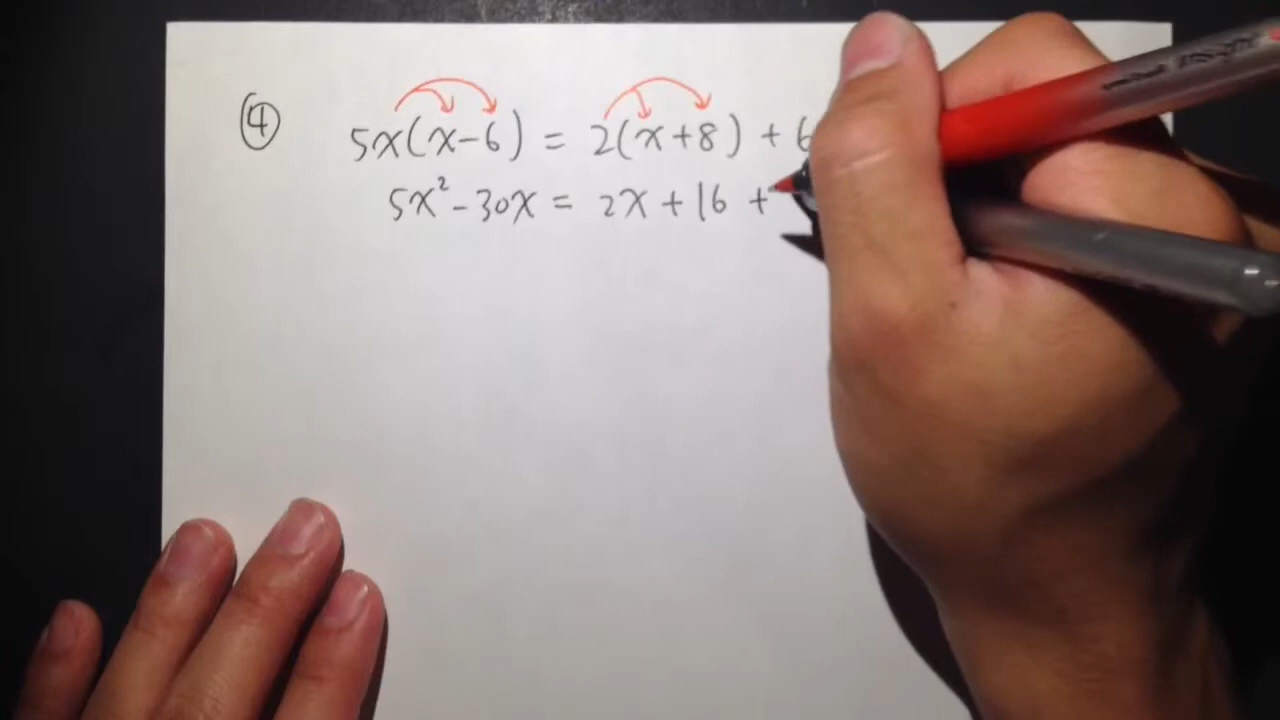 ④ 5x(x-6) = 2(x+8) + 6
5x² - 30x = 2x + 16 +